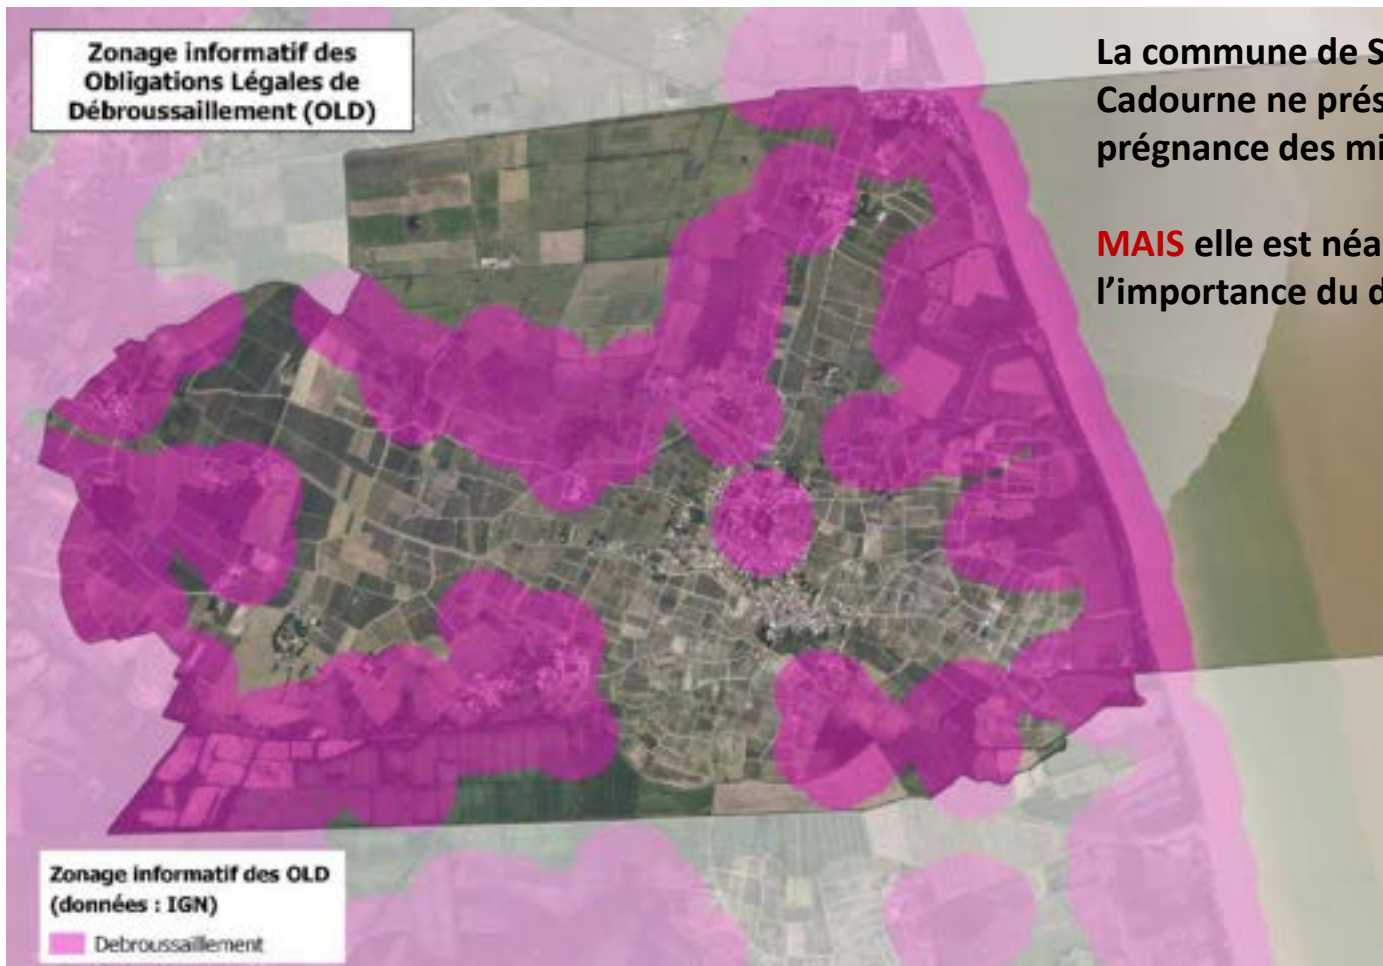 Zonage informatif des
Obligations Légales de
Débroussaillement (OLD)
La commune de S
Cadourne ne prés
prégnance des mi
MAIS elle est néa
l'importance du d
Zonage informatif des OLD
(données : IGN)
Debroussaillement